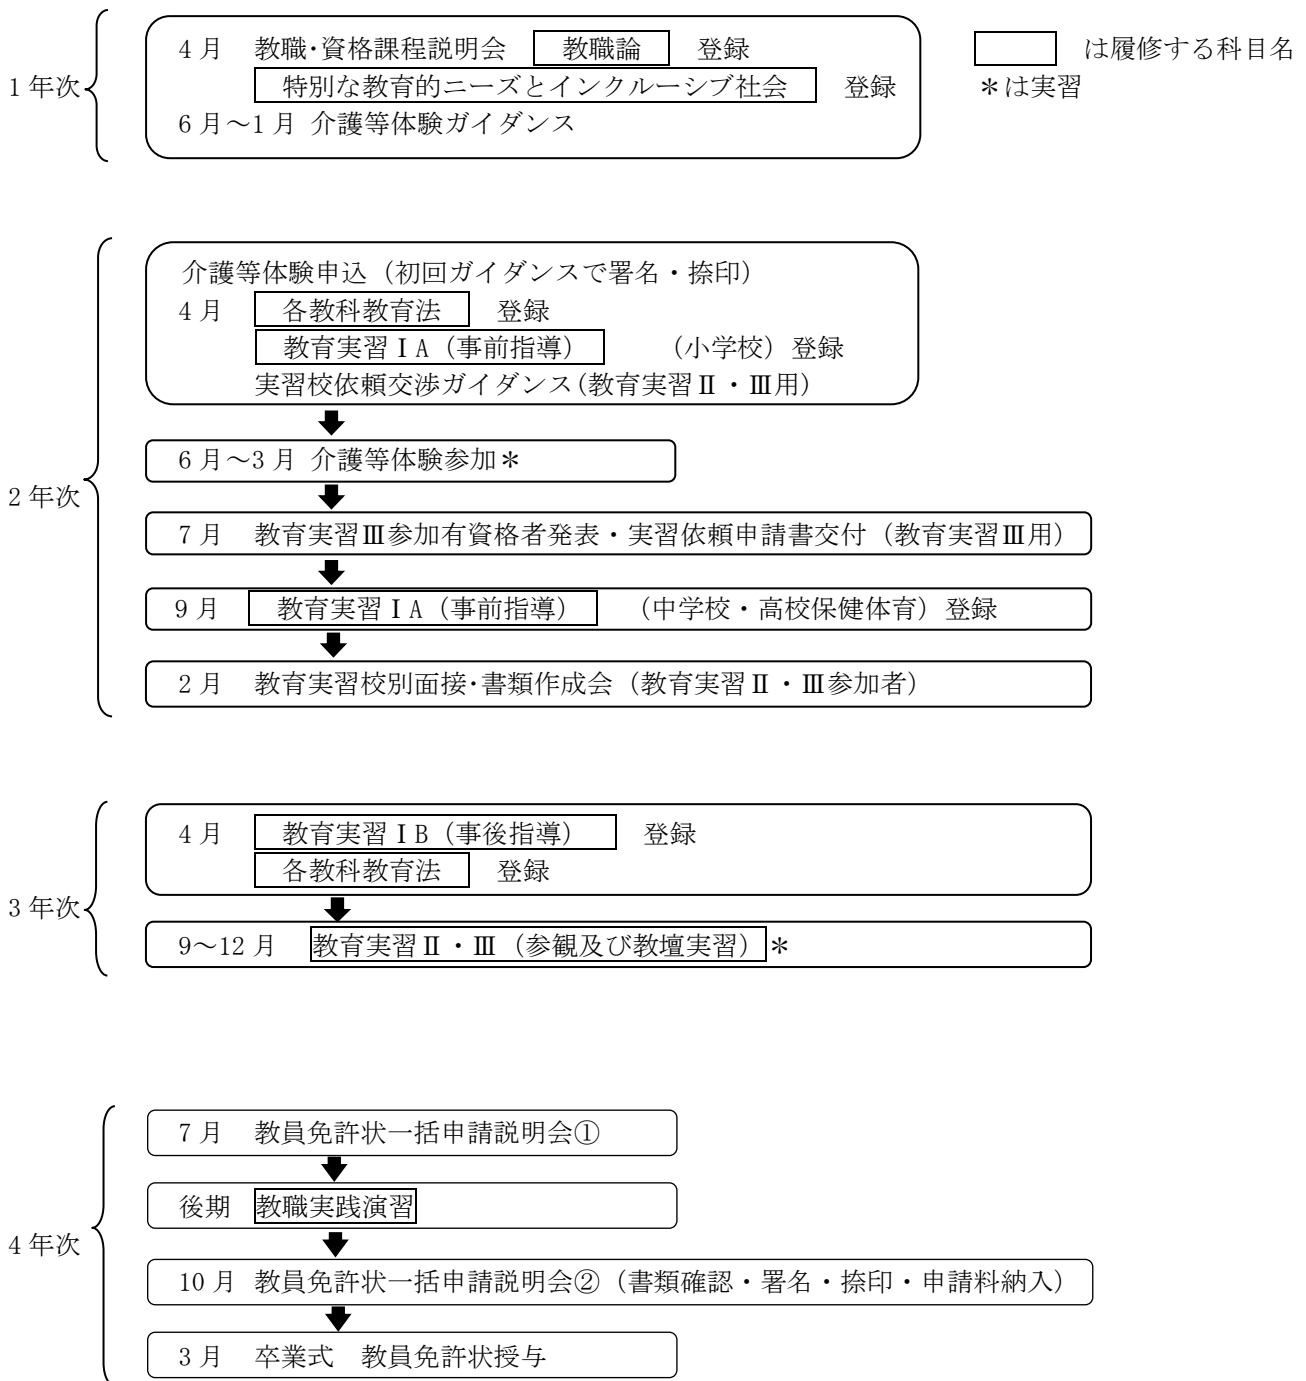 1年次
4月 教職・資格課程説明会 教職論 登録
特別な教育的ニーズとインクルーシブ社会 登録
6月～1月 介護等体験ガイダンス
は履修する科目名
＊は実習
2年次
介護等体験申込（初回ガイダンスで署名・捺印）
4月 各教科教育法 登録
教育実習ⅠA（事前指導） （小学校）登録
実習校依頼交渉ガイダンス（教育実習Ⅱ・Ⅲ用）
6月～3月 介護等体験参加＊
7月 教育実習Ⅲ参加有資格者発表・実習依頼申請書交付（教育実習Ⅲ用）
9月 教育実習ⅠA（事前指導） （中学校・高校保健体育）登録
2月 教育実習校別面接・書類作成会（教育実習Ⅱ・Ⅲ参加者）
3年次
4月 教育実習ⅠB（事後指導） 登録
各教科教育法 登録
9～12月 教育実習Ⅱ・Ⅲ（参観及び教壇実習）＊
4年次
7月 教員免許状一括申請説明会①
後期 教職実践演習
10月 教員免許状一括申請説明会②（書類確認・署名・捺印・申請料納入）
3月 卒業式 教員免許状授与